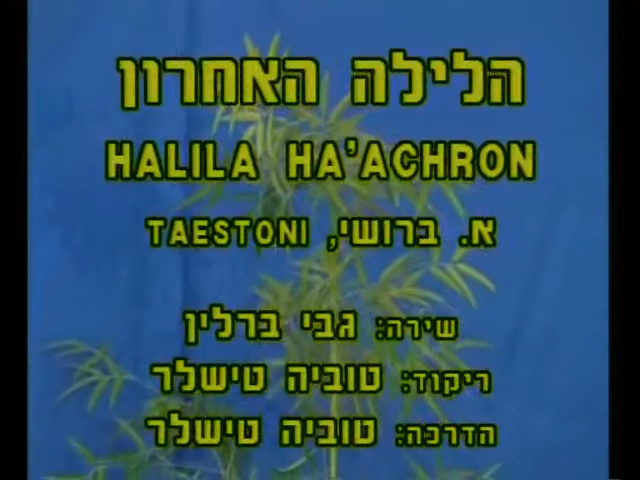 הלילה האחרון
HALILA HA'ACHRON
א. ברושי, TAESTONI
שירה: גבי ברלין
ריקוד: טוביה טישלר
הדרכה: טוביה טישלר